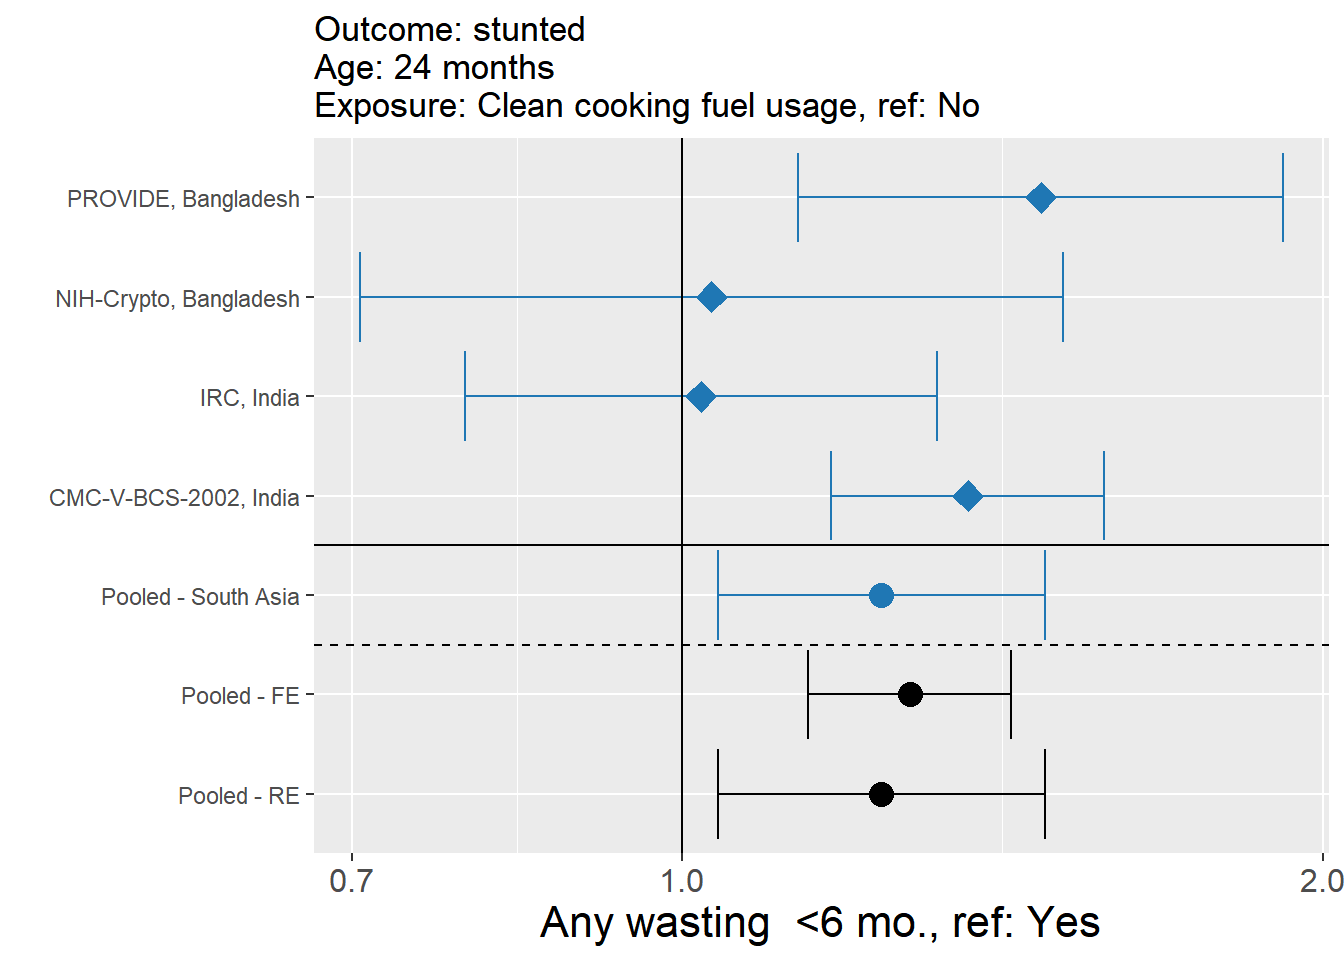 Outcome: stunted
Age: 24 months
Exposure: Clean cooking fuel usage, ref: No
PROVIDE, Bangladesh
NIH-Crypto, Bangladesh
IRC, India
CMC-V-BCS-2002, India
Pooled - South Asia
Pooled - FE
Pooled - RE
0.7 1.0 2.0
Any wasting  <6 mo., ref: Yes